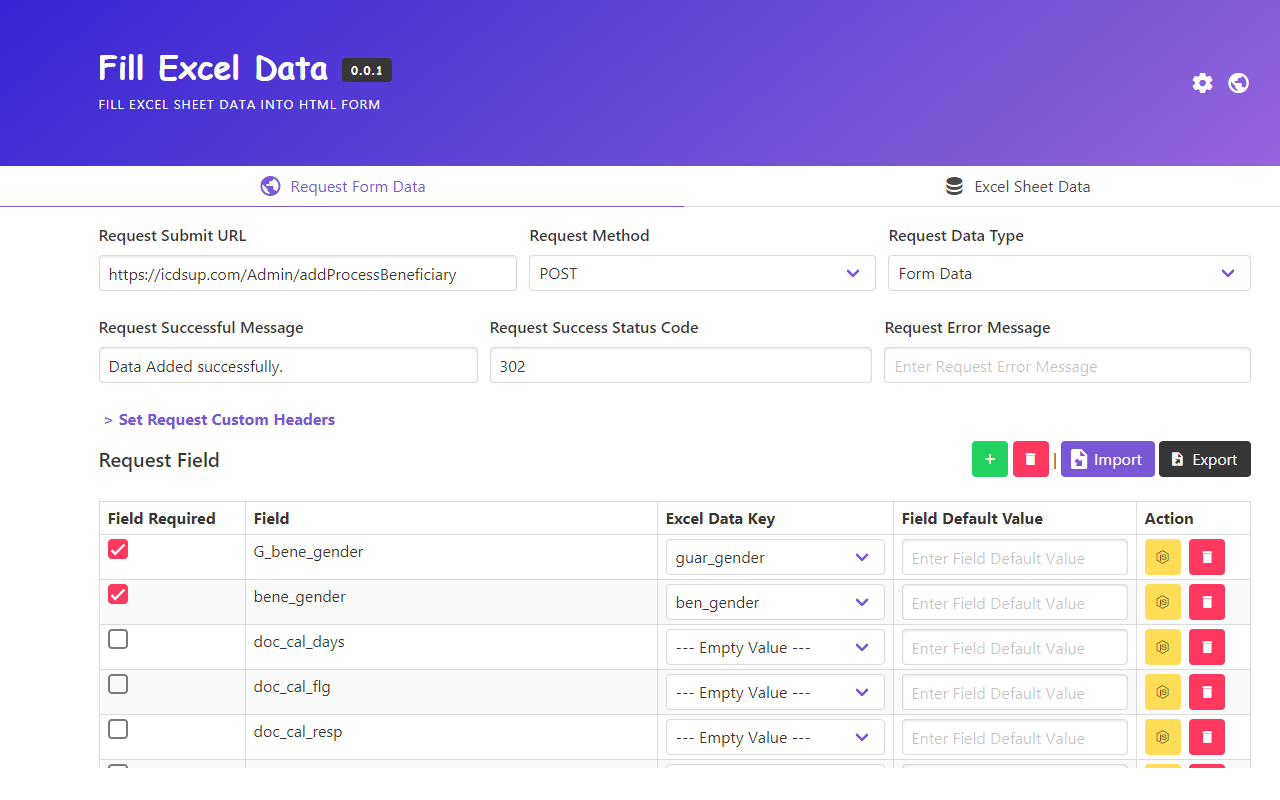 Fill Excel Data 0.0.1
FILL EXCEL SHEET DATA INTO HTML FORM
Request Form Data Excel Sheet Data
Request Submit URL Request Method Request Data Type
https://icdsup.com/Admin/addProcessBeneficiary POST Form Data
Request Successful Message Request Success Status Code Request Error Message
Data Added successfully. 302 Enter Request Error Message
> Set Request Custom Headers
Request Field + | Import Export
Field Required Field Excel Data Key Field Default Value Action
G_bene_gender guar_gender Enter Field Default Value
bene_gender ben_gender Enter Field Default Value
doc_cal_days --- Empty Value --- Enter Field Default Value
doc_cal_flg --- Empty Value --- Enter Field Default Value
doc_cal_resp --- Empty Value --- Enter Field Default Value